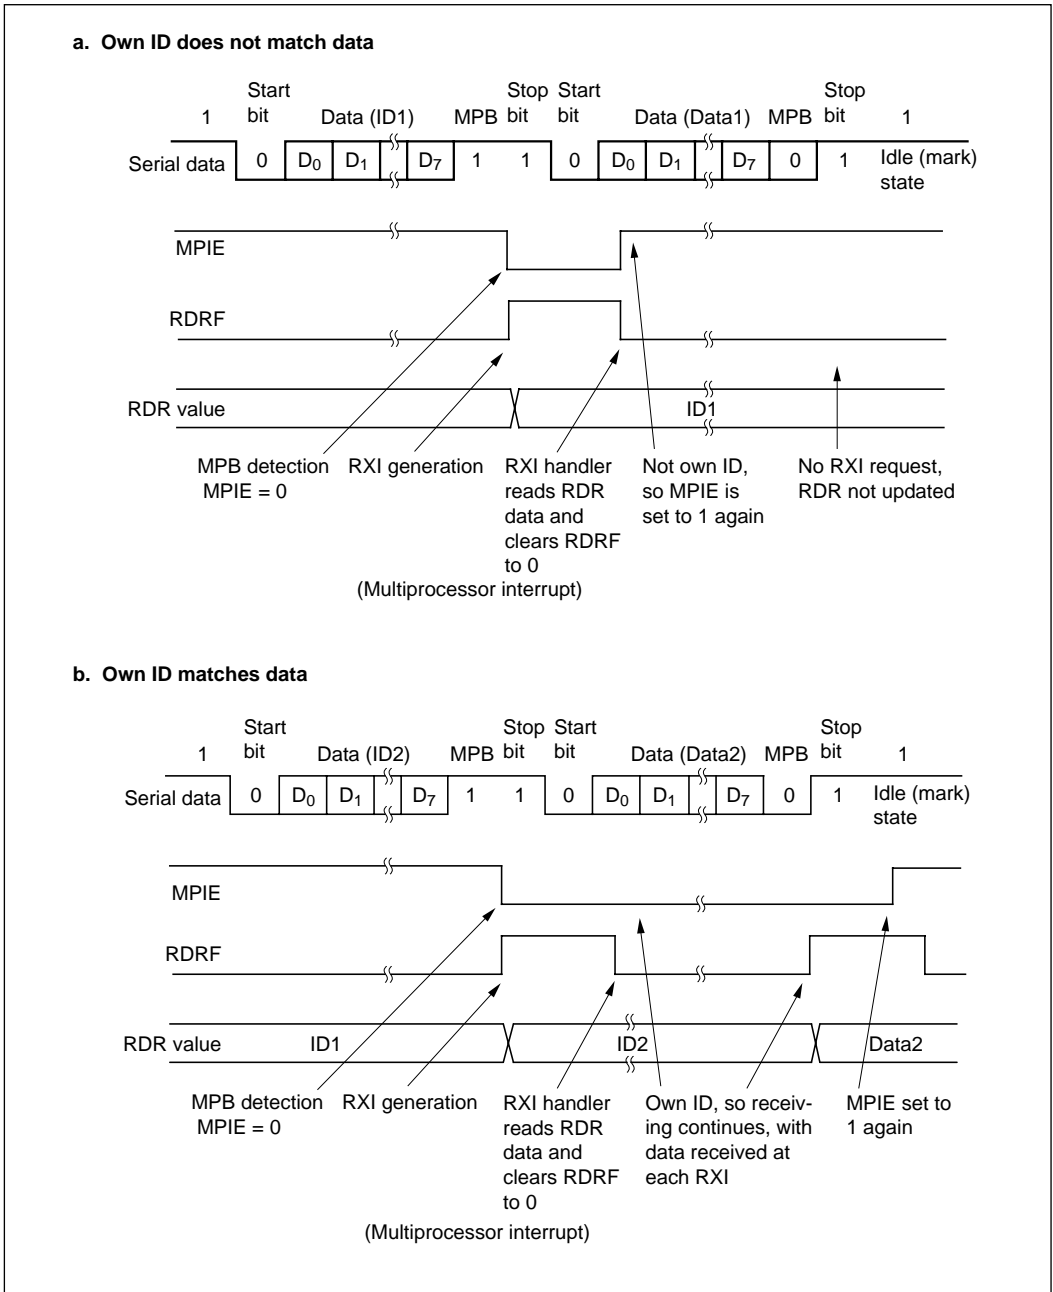 a. Own ID does not match data
Start Stop Start Stop
1 bit Data (ID1) MPB bit bit Data (Data1) MPB bit 1
Serial data 0 D0 D1 D7 1 1 0 D0 D1 D7 0 1 Idle (mark)
state
MPIE
RDRF
RDR value ID1
MPB detection RXI generation RXI handler Not own ID, No RXI request,
MPIE = 0 reads RDR so MPIE is RDR not updated
data and set to 1 again
clears RDRF
to 0
(Multiprocessor interrupt)
b. Own ID matches data
Start Stop Start Stop
1 bit Data (ID2) MPB bit bit Data (Data2) MPB bit 1
Serial data 0 D0 D1 D7 1 1 0 D0 D1 D7 0 1 Idle (mark)
state
MPIE
RDRF
RDR value ID1 ID2 Data2
MPB detection RXI generation RXI handler Own ID, so receiv- MPIE set to
MPIE = 0 reads RDR ing continues, with 1 again
data and data received at
clears RDRF each RXI
to 0
(Multiprocessor interrupt)